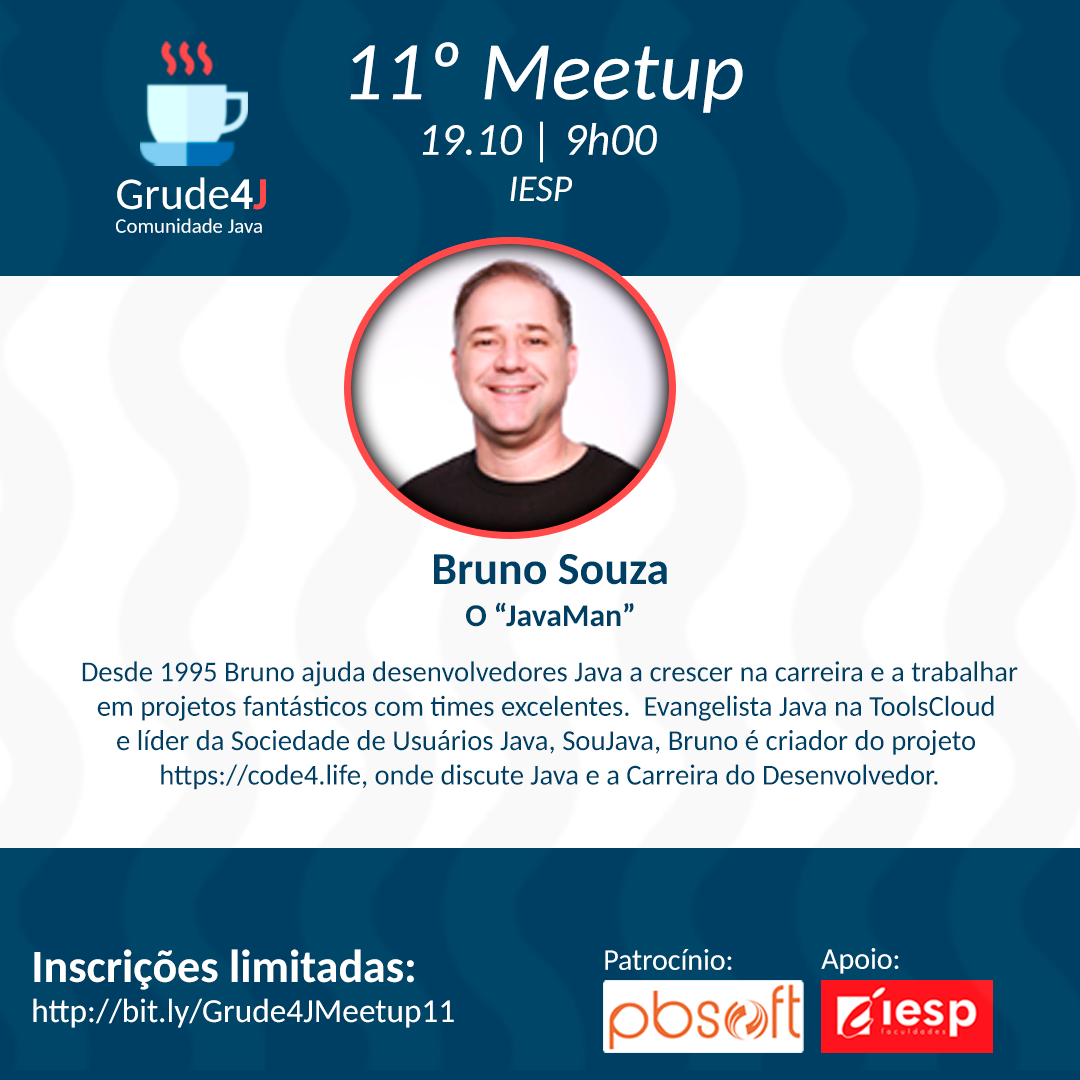 11º Meetup
19.10 | 9h00
IESP
Grude4J
Comunidade Java
Bruno Souza
O “JavaMan”
Desde 1995 Bruno ajuda desenvolvedores Java a crescer na carreira e a trabalhar
em projetos fantásticos com times excelentes.  Evangelista Java na ToolsCloud
e líder da Sociedade de Usuários Java, SouJava, Bruno é criador do projeto
https://code4.life, onde discute Java e a Carreira do Desenvolvedor.
Inscrições limitadas:
http://bit.ly/Grude4JMeetup11
Patrocínio:
pbsoft
Apoio:
iesp
faculdades